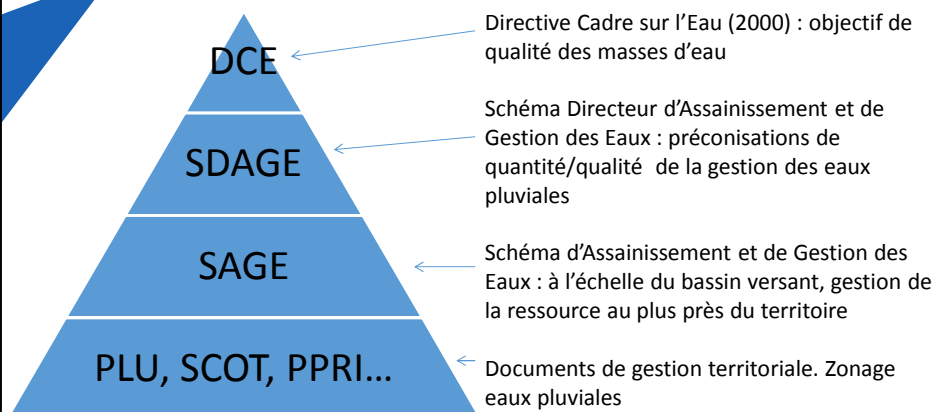 DCE
Directive Cadre sur l’Eau (2000) : objectif de
qualité des masses d’eau
SDAGE
Schéma Directeur d’Assainissement et de
Gestion des Eaux : préconisations de
quantité/qualité  de la gestion des eaux
pluviales
SAGE
Schéma d’Assainissement et de Gestion des
Eaux : à l’échelle du bassin versant, gestion de
la ressource au plus près du territoire
PLU, SCOT, PPRI…
Documents de gestion territoriale. Zonage
eaux pluviales